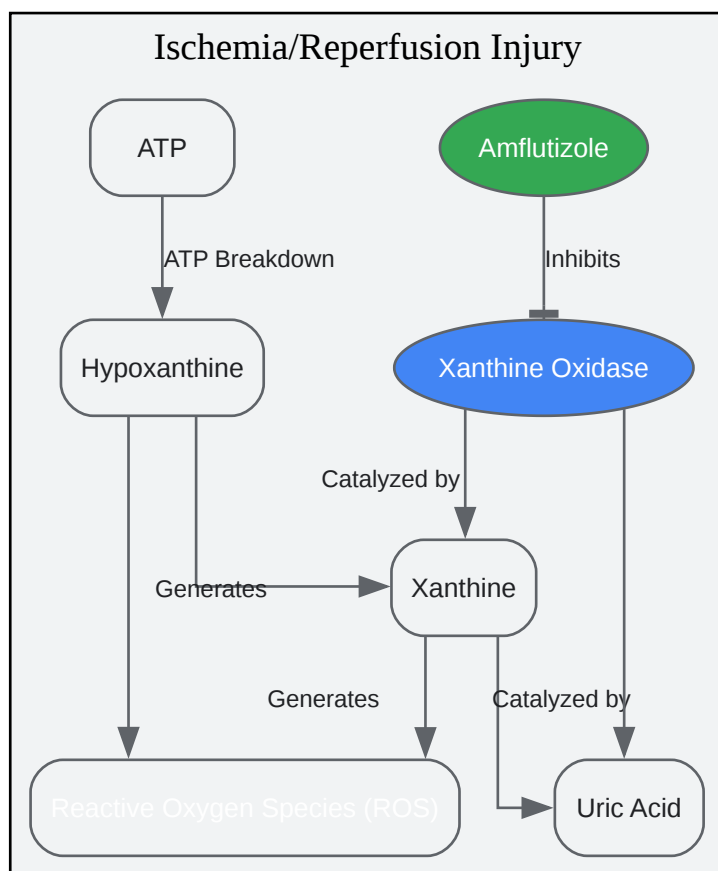 Ischemia/Reperfusion Injury
ATP
Amflutizole
ATP Breakdown
Inhibits
Hypoxanthine
Xanthine Oxidase
Catalyzed by
Generates
Xanthine
Generates
Catalyzed by
Reactive Oxygen Species (ROS)
Uric Acid